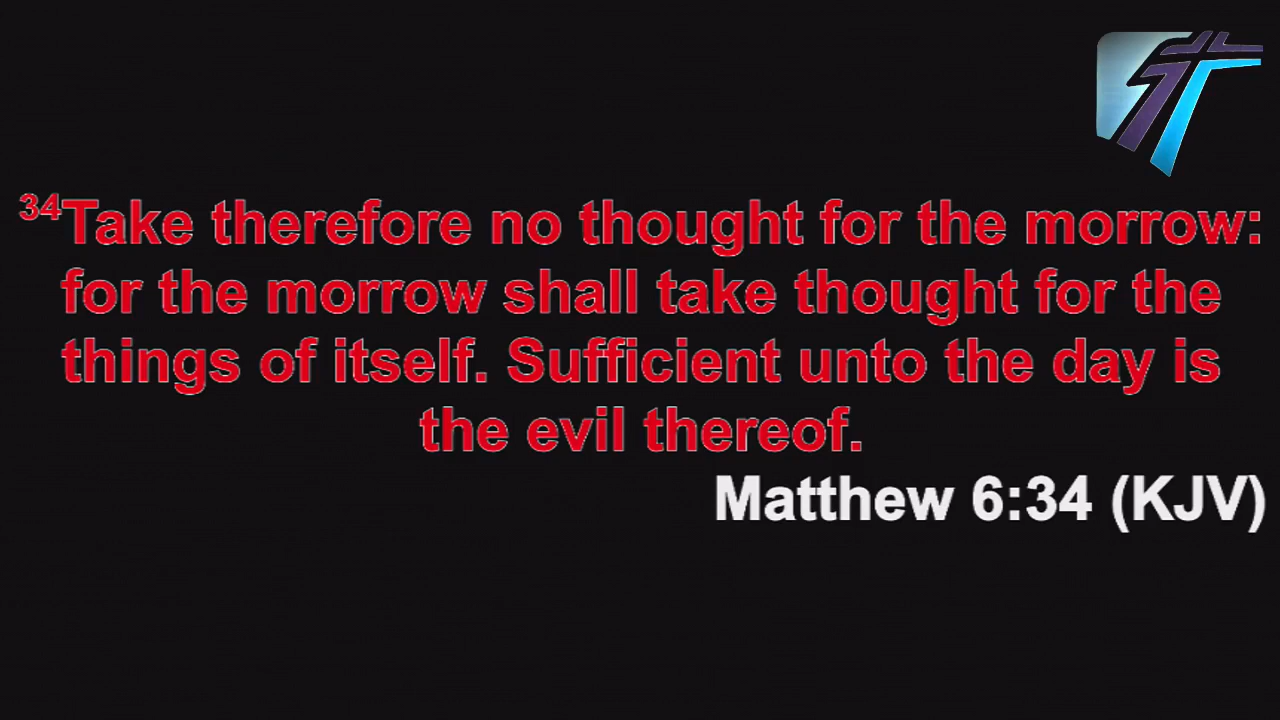 34Take therefore no thought for the morrow:
for the morrow shall take thought for the
things of itself. Sufficient unto the day is
the evil thereof.
Matthew 6:34 (KJV)